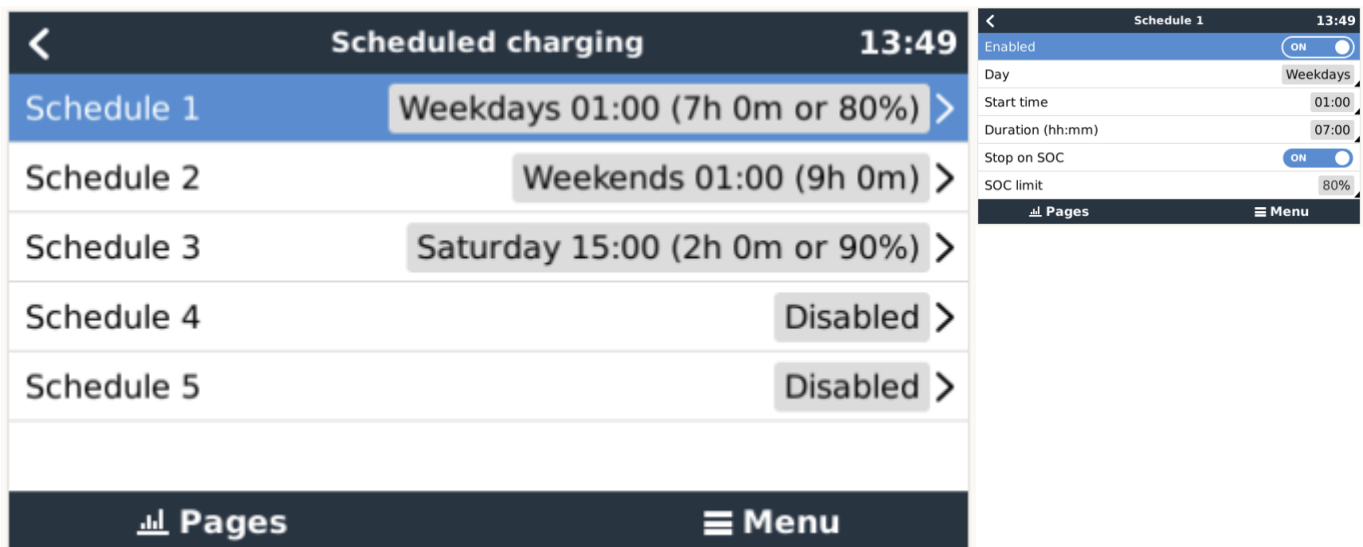 Scheduled charging 13:49
Schedule 1 Weekdays 01:00 (7h 0m or 80%)
Schedule 2 Weekends 01:00 (9h 0m)
Schedule 3 Saturday 15:00 (2h 0m or 90%)
Schedule 4 Disabled
Schedule 5 Disabled
Pages Menu
Schedule 1 13:49
Enabled ON
Day Weekdays
Start time 01:00
Duration (hh:mm) 07:00
Stop on SOC ON
SOC limit 80%
Pages Menu